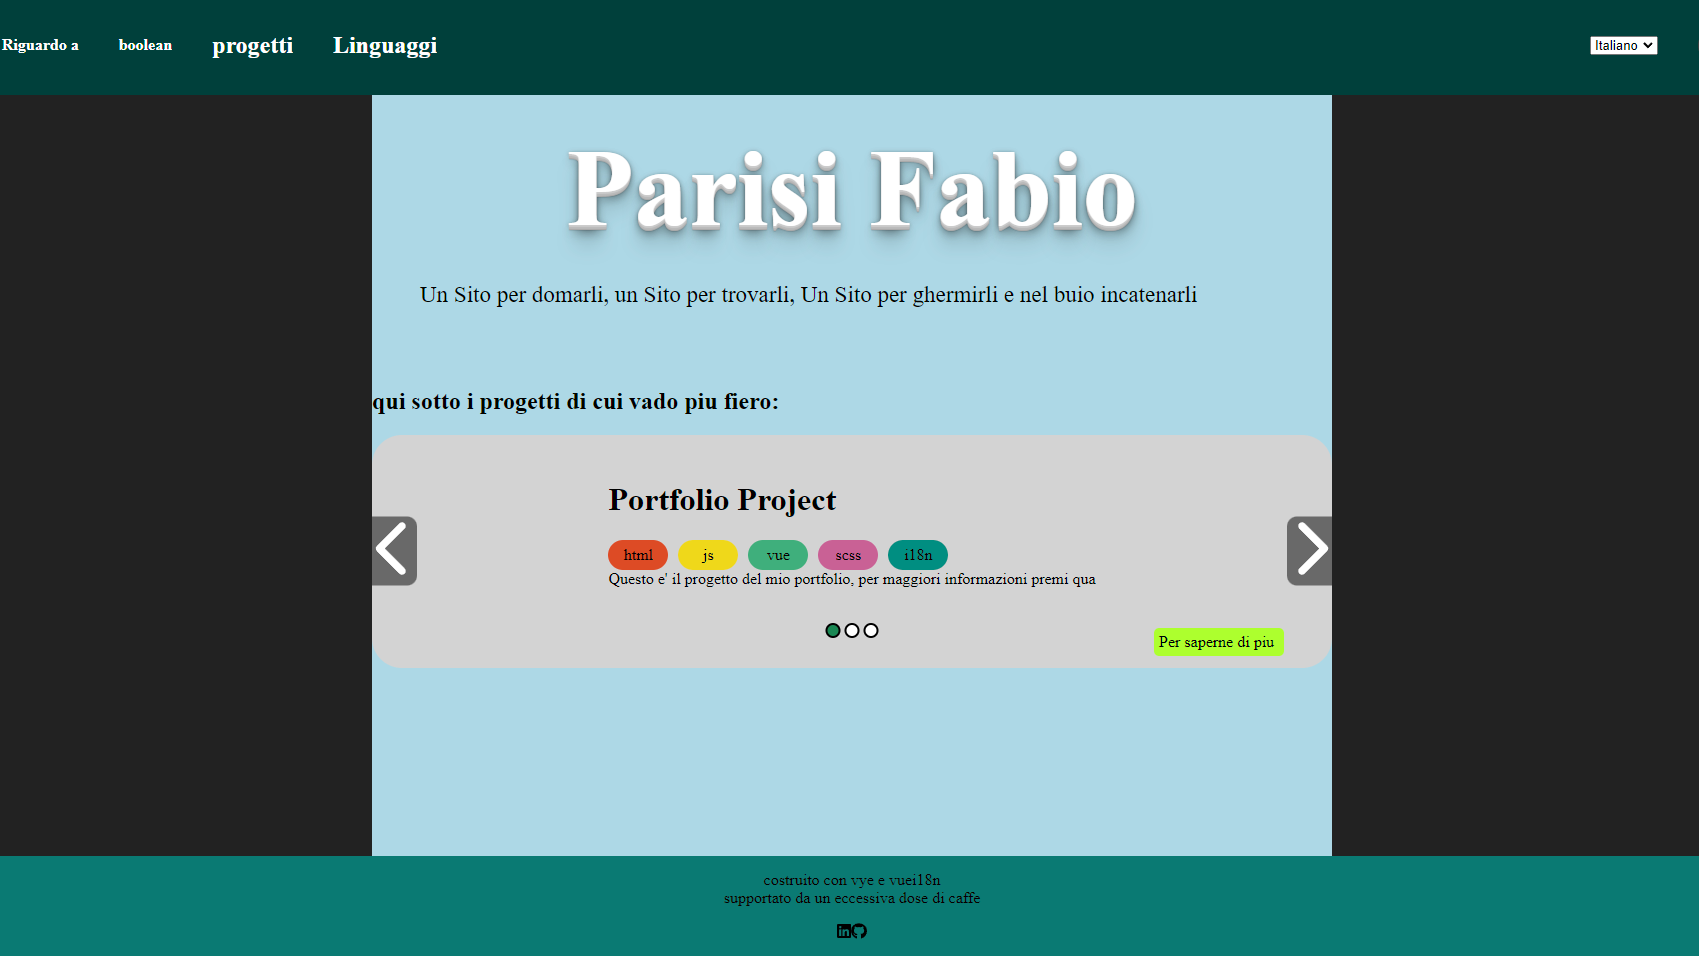 Riguardo a boolean progetti Linguaggi Italiano
Parisi Fabio
Un Sito per domarli, un Sito per trovarli, Un Sito per ghermirli e nel buio incatenarli
qui sotto i progetti di cui vado piu fiero:
Portfolio Project
html js vue scss i18n
Questo e' il progetto del mio portfolio, per maggiori informazioni premi qua
Per saperne di piu
costruito con vye e vuei18n
supportato da un eccessiva dose di caffe